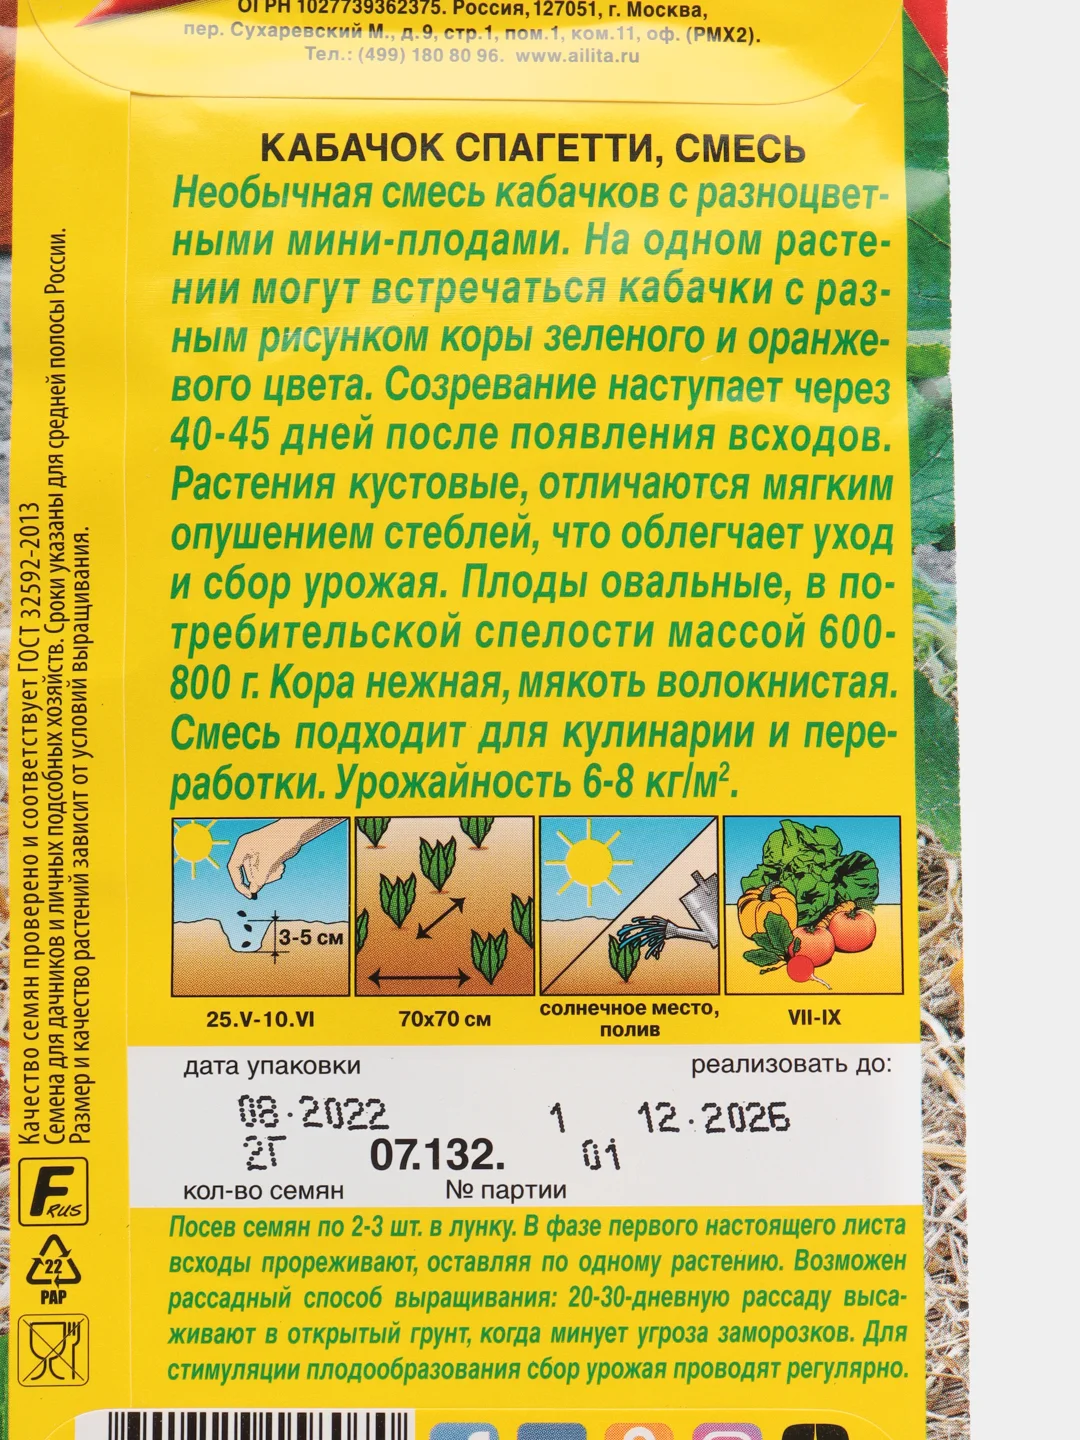 ОГРН 1027739362375. Россия, 127051, г. Москва,
пер. Сухаревский М., д.9, стр.1, пом.1, ком.11, оф. (РМХ2).
Тел.: (499) 180 80 96. www.ailita.ru
КАБАЧОК СПАГЕТТИ, СМЕСЬ
Необычная смесь кабачков с разноцвет-
ными мини-плодами. На одном расте-
нии могут встречаться кабачки с раз-
ным рисунком коры зеленого и оранже-
вого цвета. Созревание наступает через
40-45 дней после появления всходов.
Растения кустовые, отличаются мягким
опушением стеблей, что облегчает уход
и сбор урожая. Плоды овальные, в по-
требительской спелости массой 600-
800 г. Кора нежная, мякоть волокнистая.
Смесь подходит для кулинарии и пере-
работки. Урожайность 6-8 кг/м².
3-5 см
25.V-10.VI
70х70 см
солнечное место,
полив
VII-IX
дата упаковки
реализовать до:
08.2022 1 12.2026
2Г 07.132. 01
кол-во семян
№ партии
Посев семян по 2-3 шт. в лунку. В фазе первого настоящего листа
всходы прореживают, оставляя по одному растению. Возможен
рассадный способ выращивания: 20-30-дневную рассаду выса-
живают в открытый грунт, когда минует угроза заморозков. Для
стимуляции плодообразования сбор урожая проводят регулярно.
Качество семян проверено и соответствует ГОСТ 32592-2013
Семена для дачников и личных подсобных хозяйств. Сроки указаны для средней полосы России.
Размер и качество растений зависит от условий выращивания.
F RUS
22
PAP